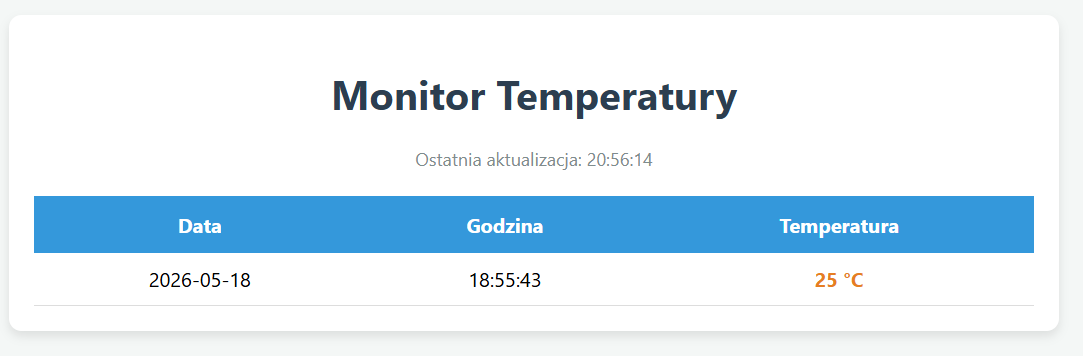 Monitor Temperatury
Ostatnia aktualizacja: 20:56:14
Data Godzina Temperatura
2026-05-18 18:55:43 25 °C